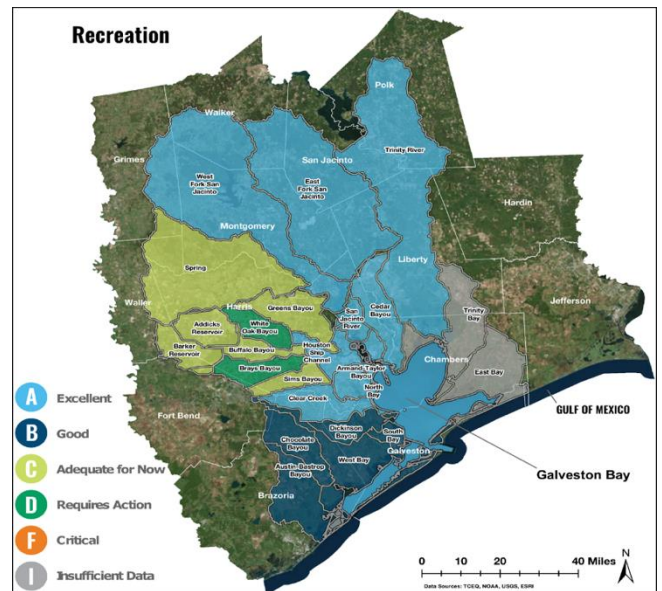 Recreation
Polk
Walker
Trinity River
Grimes
San Jacinto
West
Fork San
Jacinto
East
Fork San
Jacinto
Hardin
Montgomery
Liberty
Spring
Jefferson
Waller
Harris
Greens Bayou
San
Jacinto
River
Cedar
Bayou
Trinity
Bay
Addicks
Reservoir
White
Oak Bayou
Houston
Ship
Channel
Chambers
Barker
Reservoir
Buffalo Bayou
Brays Bayou
Sims Bayou
Armand-Taylor
Bayou
East Bay
North
Bay
Clear Creek
GULF OF MEXICO
Fort Bend
Dickinson
Bayou
South
Bay
Chocolate
Bayou
Galveston
West Bay
Austin-Bastrop
Bayou
Galveston Bay
Brazoria
A Excellent
B Good
C Adequate for Now
D Requires Action
F Critical
I Insufficient Data
0 10 20 40 Miles
N
Data Sources: TCEQ, NOAA, USGS, ESRI